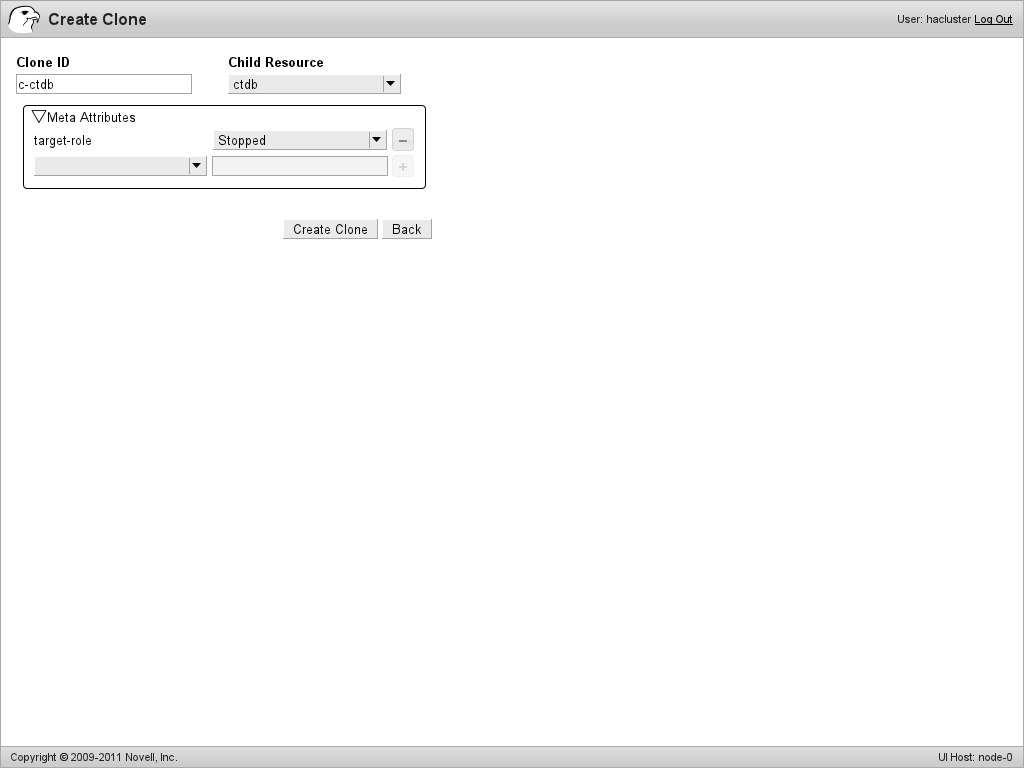 Create Clone
User: hacluster Log Out
Clone ID
Child Resource
c-ctdb
ctdb
Meta Attributes
target-role
Stopped
Create Clone
Back
Copyright © 2009-2011 Novell, Inc.
UI Host: node-0